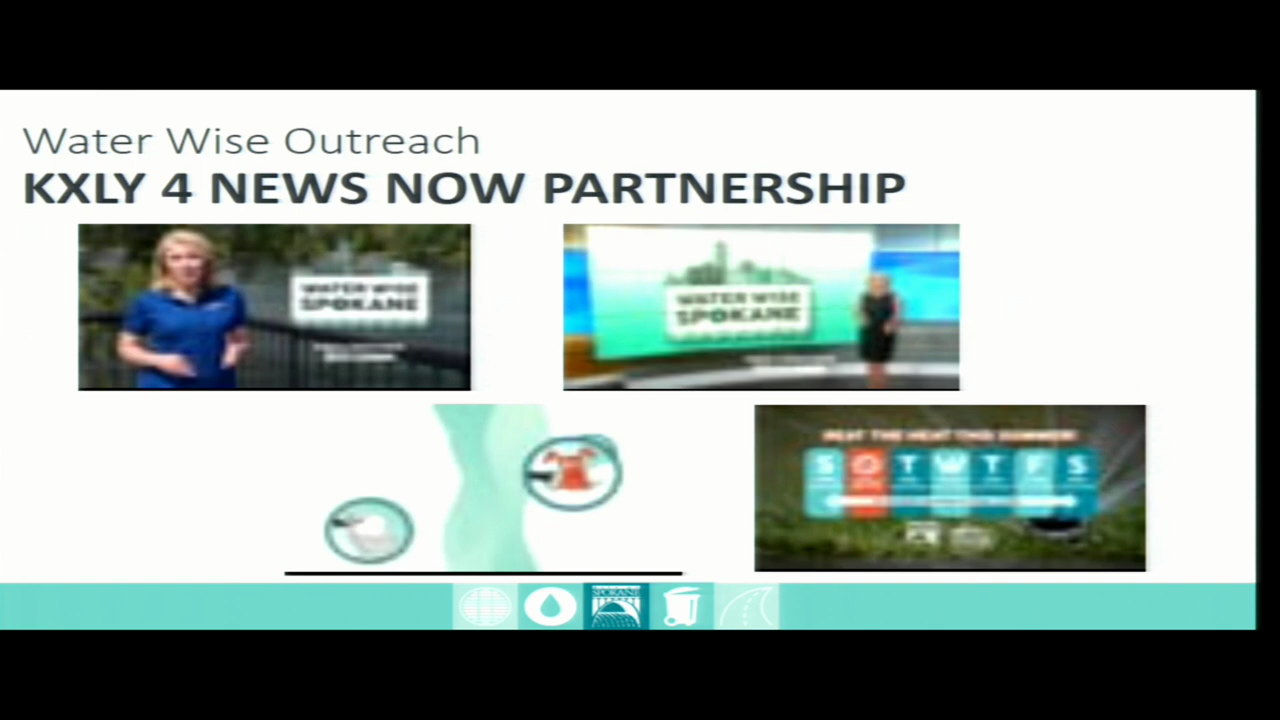 Water Wise Outreach
KXLY 4 NEWS NOW PARTNERSHIP
WATER WISE
SPOKANE
WATER WISE
SPOKANE
BEAT THE HEAT THIS SUMMER!
S O T W T F S
SPOKANE